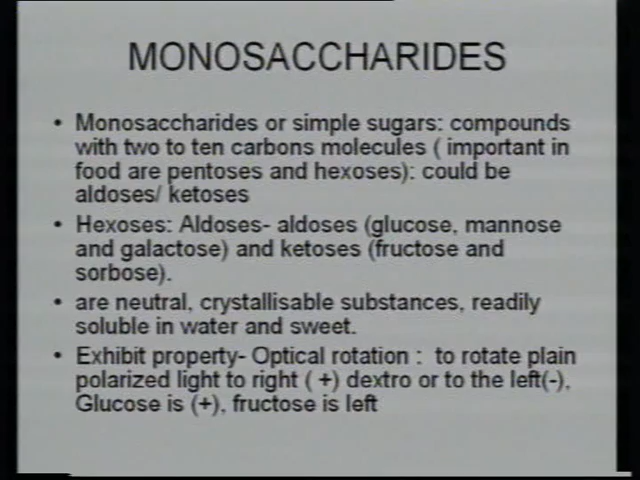 MONOSACCHARIDES
• Monosaccharides or simple sugars: compounds
with two to ten carbons molecules ( important in
food are pentoses and hexoses): could be
aldoses/ ketoses
• Hexoses: Aldoses- aldoses (glucose, mannose
and galactose) and ketoses (fructose and
sorbose).
• are neutral, crystallisable substances, readily
soluble in water and sweet.
• Exhibit property- Optical rotation : to rotate plain
polarized light to right ( +) dextro or to the left(-),
Glucose is (+), fructose is left